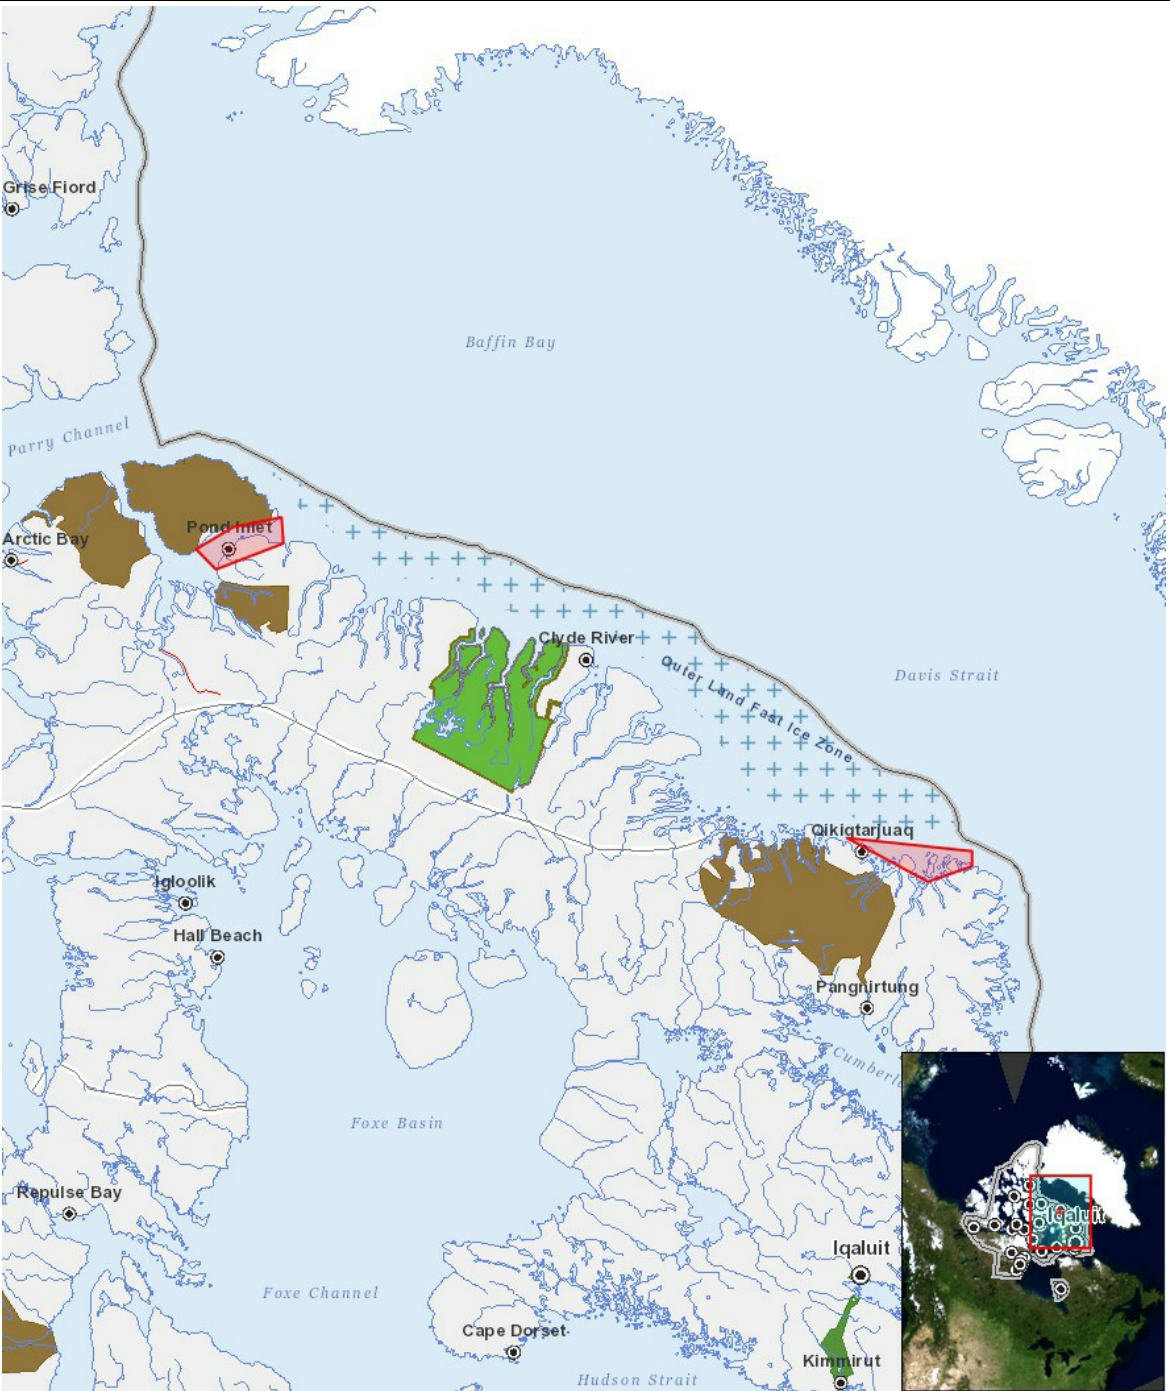 Grise Fiord
Baffin Bay
Parry Channel
Pond Inlet
Arctic Bay
Clyde River
Outer Land Fast Ice Zone
Davis Strait
Qikiqtarjuaq
Igloolik
Hall Beach
Pangnirtung
Cumberl
Foxe Basin
Repulse Bay
Iqaluit
Iqaluit
Foxe Channel
Cape Dorset
Kimmirut
Hudson Strait